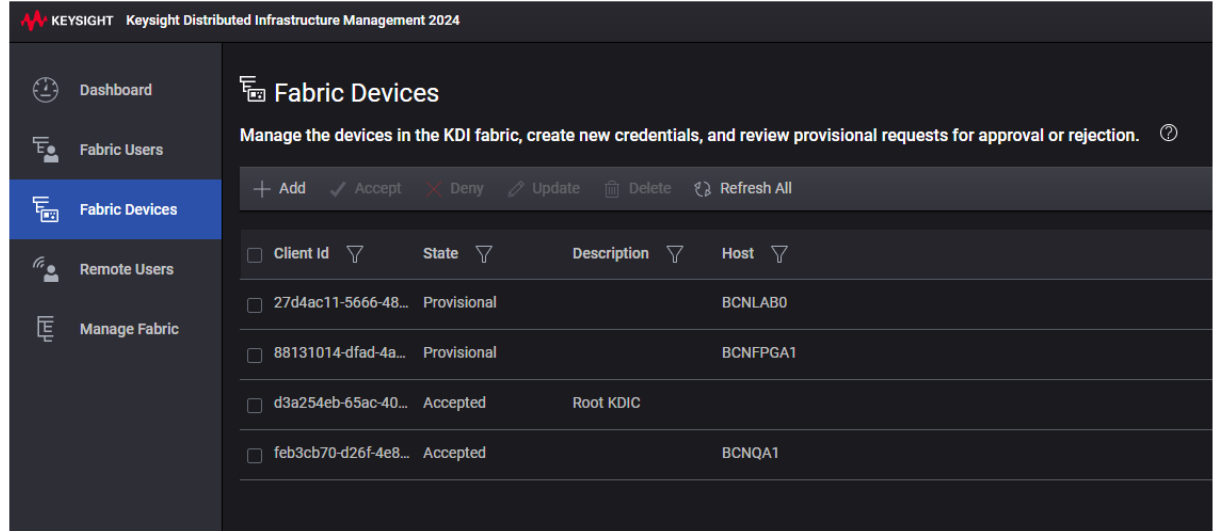 KEYSIGHT Keysight Distributed Infrastructure Management 2024
Dashboard
Fabric Users
Fabric Devices
Remote Users
Manage Fabric
Fabric Devices
Manage the devices in the KDI fabric, create new credentials, and review provisional requests for approval or rejection. ?
+ Add Accept Deny Update Delete Refresh All
Client Id State Description Host
27d4ac11-5666-48... Provisional BCNLAB0
88131014-dfad-4a... Provisional BCNFPGA1
d3a254eb-65ac-40... Accepted Root KDIC
feb3cb70-d26f-4e8... Accepted BCNQA1